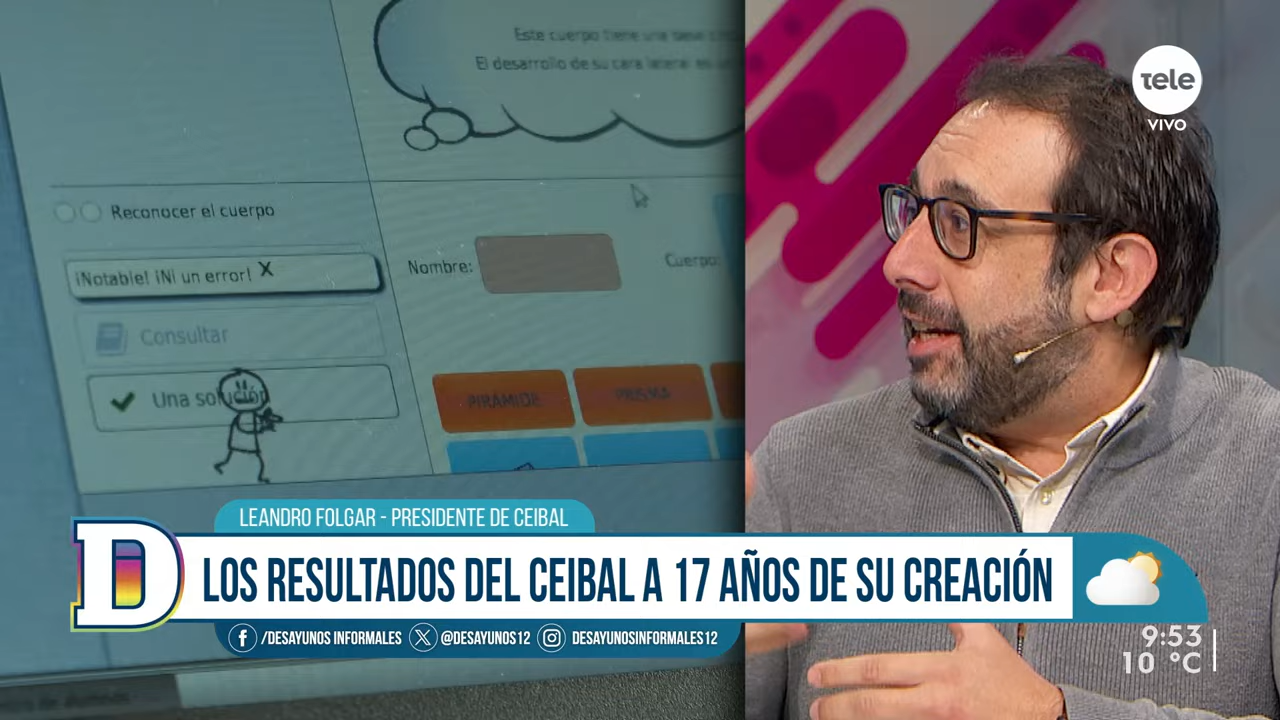 Este cuerpo tiene una
El desarrollo de su cara lateral es
tele
VIVO
Reconocer el cuerpo
¡Notable! ¡Ni un error! X
Nombre:
Cuerpo:
Consultar
Una solución
PIRÁMIDE
PRISMA
LEANDRO FOLGAR - PRESIDENTE DE CEIBAL
D
LOS RESULTADOS DEL CEIBAL A 17 AÑOS DE SU CREACIÓN
/DESAYUNOS INFORMALES
@DESAYUNOS12
DESAYUNOSINFORMALES12
9:53
10 °C